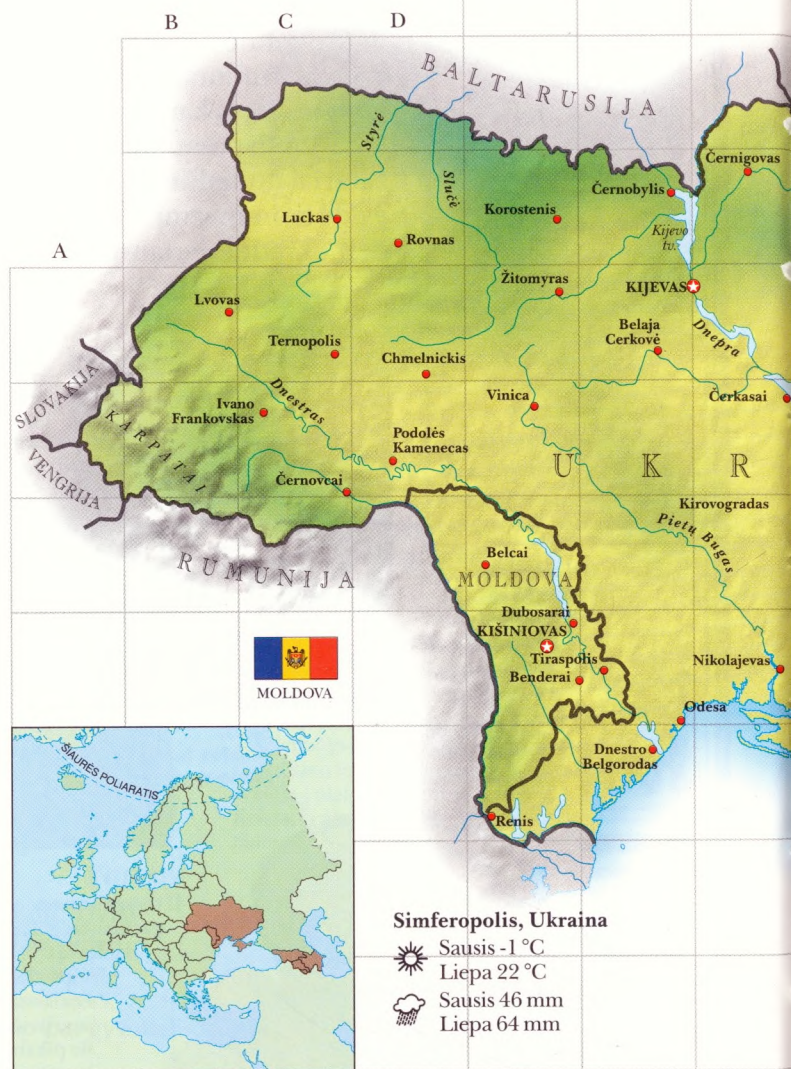 B
C
D
BALTARUSIJA
Styrė
Slučė
Černigovas
Černobylis
Luckas
Korostenis
Rovnas
Kijevo
tv.
A
Žitomyras
KIJEVAS
Lvovas
Dnepra
Belaja
Cerkovė
Ternopolis
Chmelnickis
SLOVAKIJA
Dnestras
Vinica
Čerkasai
Ivano
Frankovskas
KARPATAI
Podolės
Kamenecas
VENGRIJA
U K R
Černovcai
Kirovogradas
Pietų Bugas
RUMUNIJA
Belcai
MOLDOVA
Dubosarai
KIŠINIOVAS
Tiraspolis
Benderai
Nikolajevas
MOLDOVA
Odesa
Dnestro
Belgorodas
ŠIAURĖS POLIARATIS
Renis
Simferopolis, Ukraina
Sausis -1 °C
Liepa 22 °C
Sausis 46 mm
Liepa 64 mm